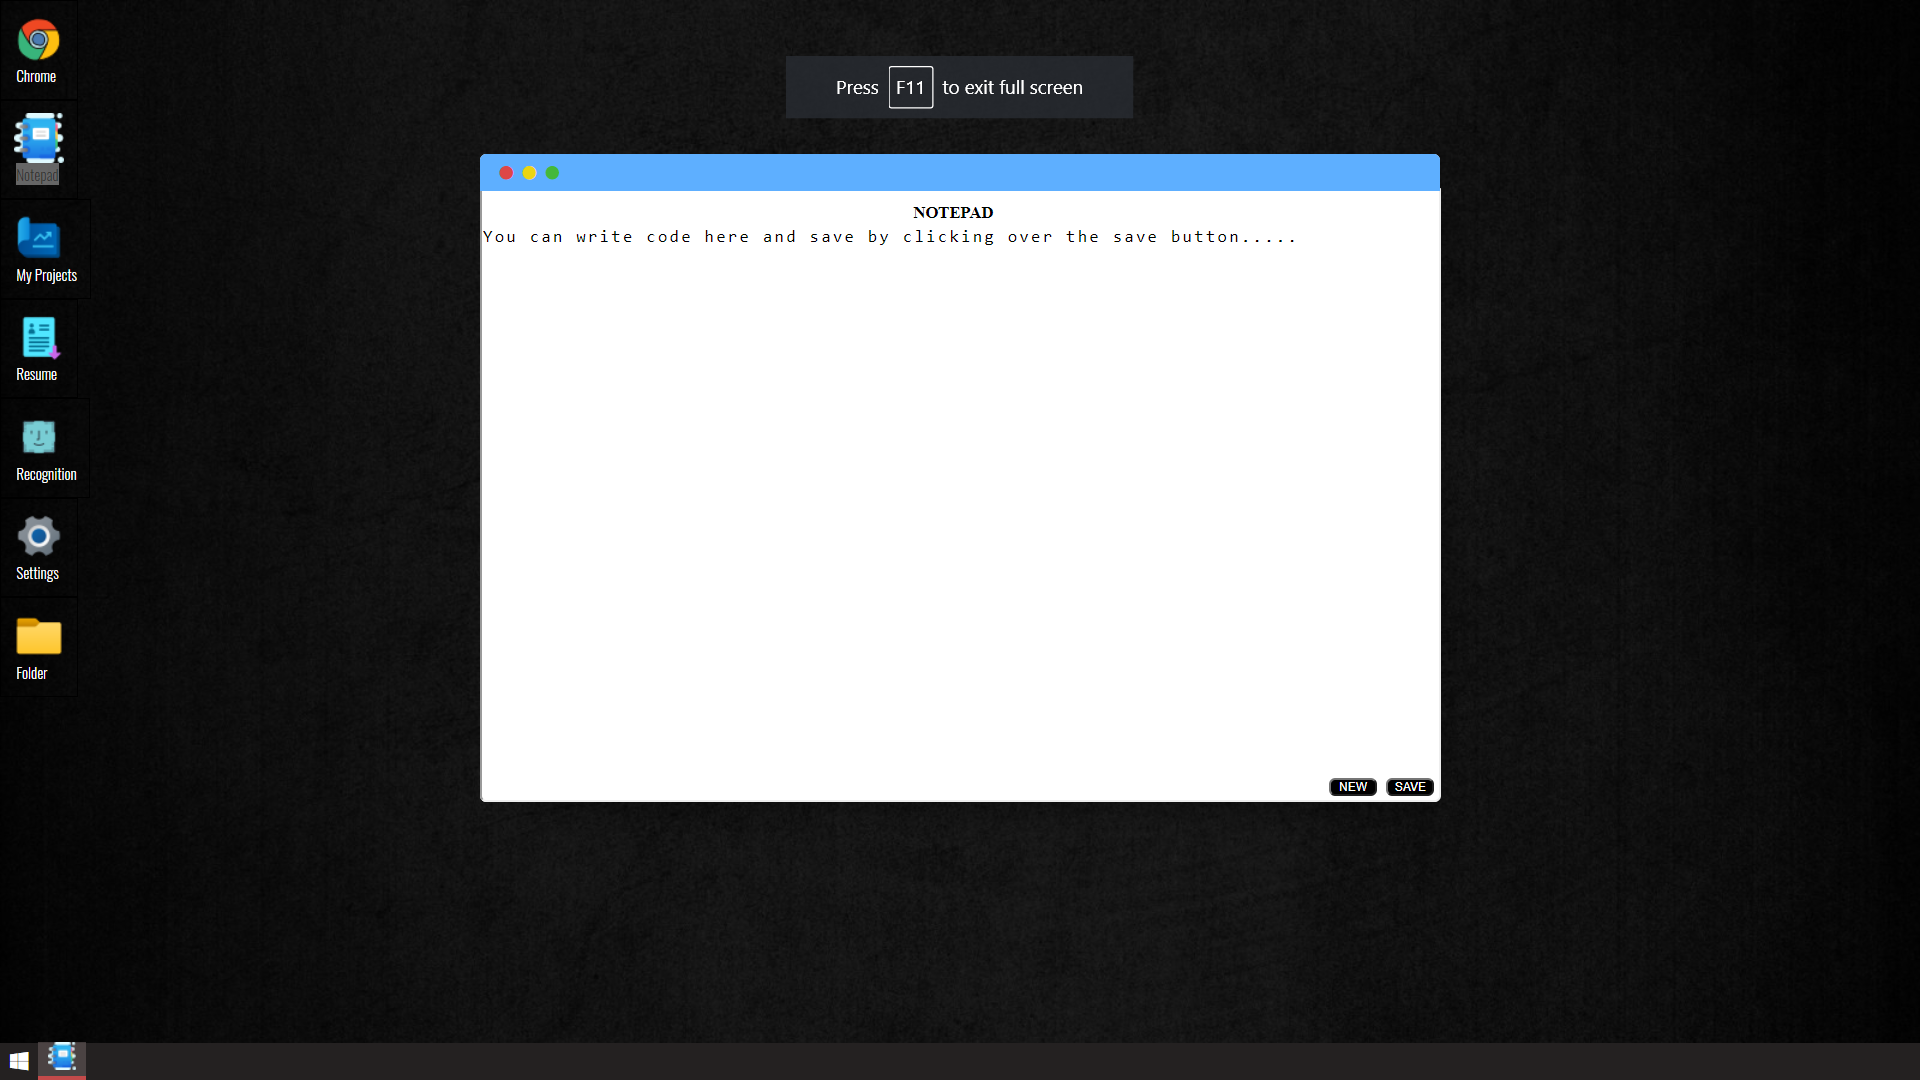 Chrome
Notepad
My Projects
Resume
Recognition
Settings
Folder
Press F11 to exit full screen
NOTEPAD
You can write code here and save by clicking over the save button.....
NEW SAVE